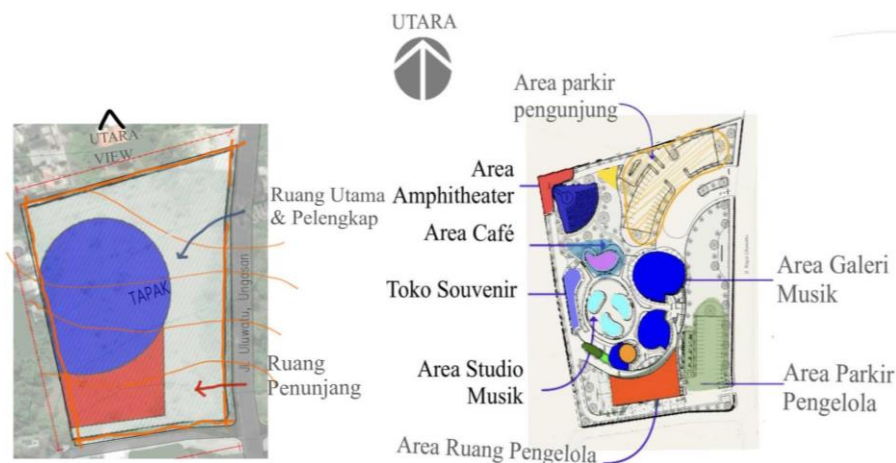 UTARA
UTARA
VIEW
TAPAK
Ruang Utama
& Pelengkap
Jl. Uluwatu, Ungasan
Ruang
Penunjang
Area parkir
pengunjung
Area
Amphitheater
Area Café
Toko Souvenir
Area Galeri
Musik
Area Studio
Musik
Area Parkir
Pengelola
Area Ruang Pengelola